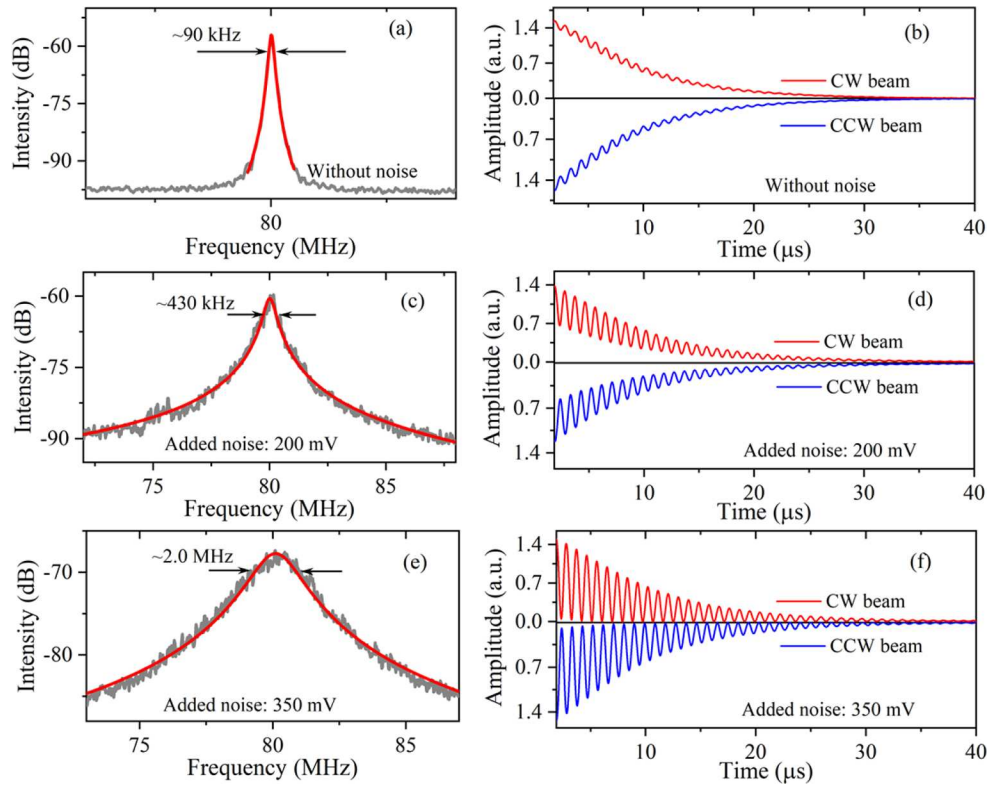 (a)
~90 kHz
-60
-75
-90
Intensity (dB)
Without noise
80
Frequency (MHz)
(b)
1.4
0.7
0.0
0.7
1.4
Amplitude (a.u.)
CW beam
CCW beam
Without noise
10 20 30 40
Time (µs)
(c)
~430 kHz
-60
-75
-90
Intensity (dB)
Added noise: 200 mV
75 80 85
Frequency (MHz)
(d)
1.4
0.7
0.0
0.7
1.4
Amplitude (a.u.)
CW beam
CCW beam
Added noise: 200 mV
10 20 30 40
Time (µs)
(e)
~2.0 MHz
-70
-80
Intensity (dB)
Added noise: 350 mV
75 80 85
Frequency (MHz)
(f)
1.4
0.7
0.0
0.7
1.4
Amplitude (a.u.)
CW beam
CCW beam
Added noise: 350 mV
10 20 30 40
Time (µs)